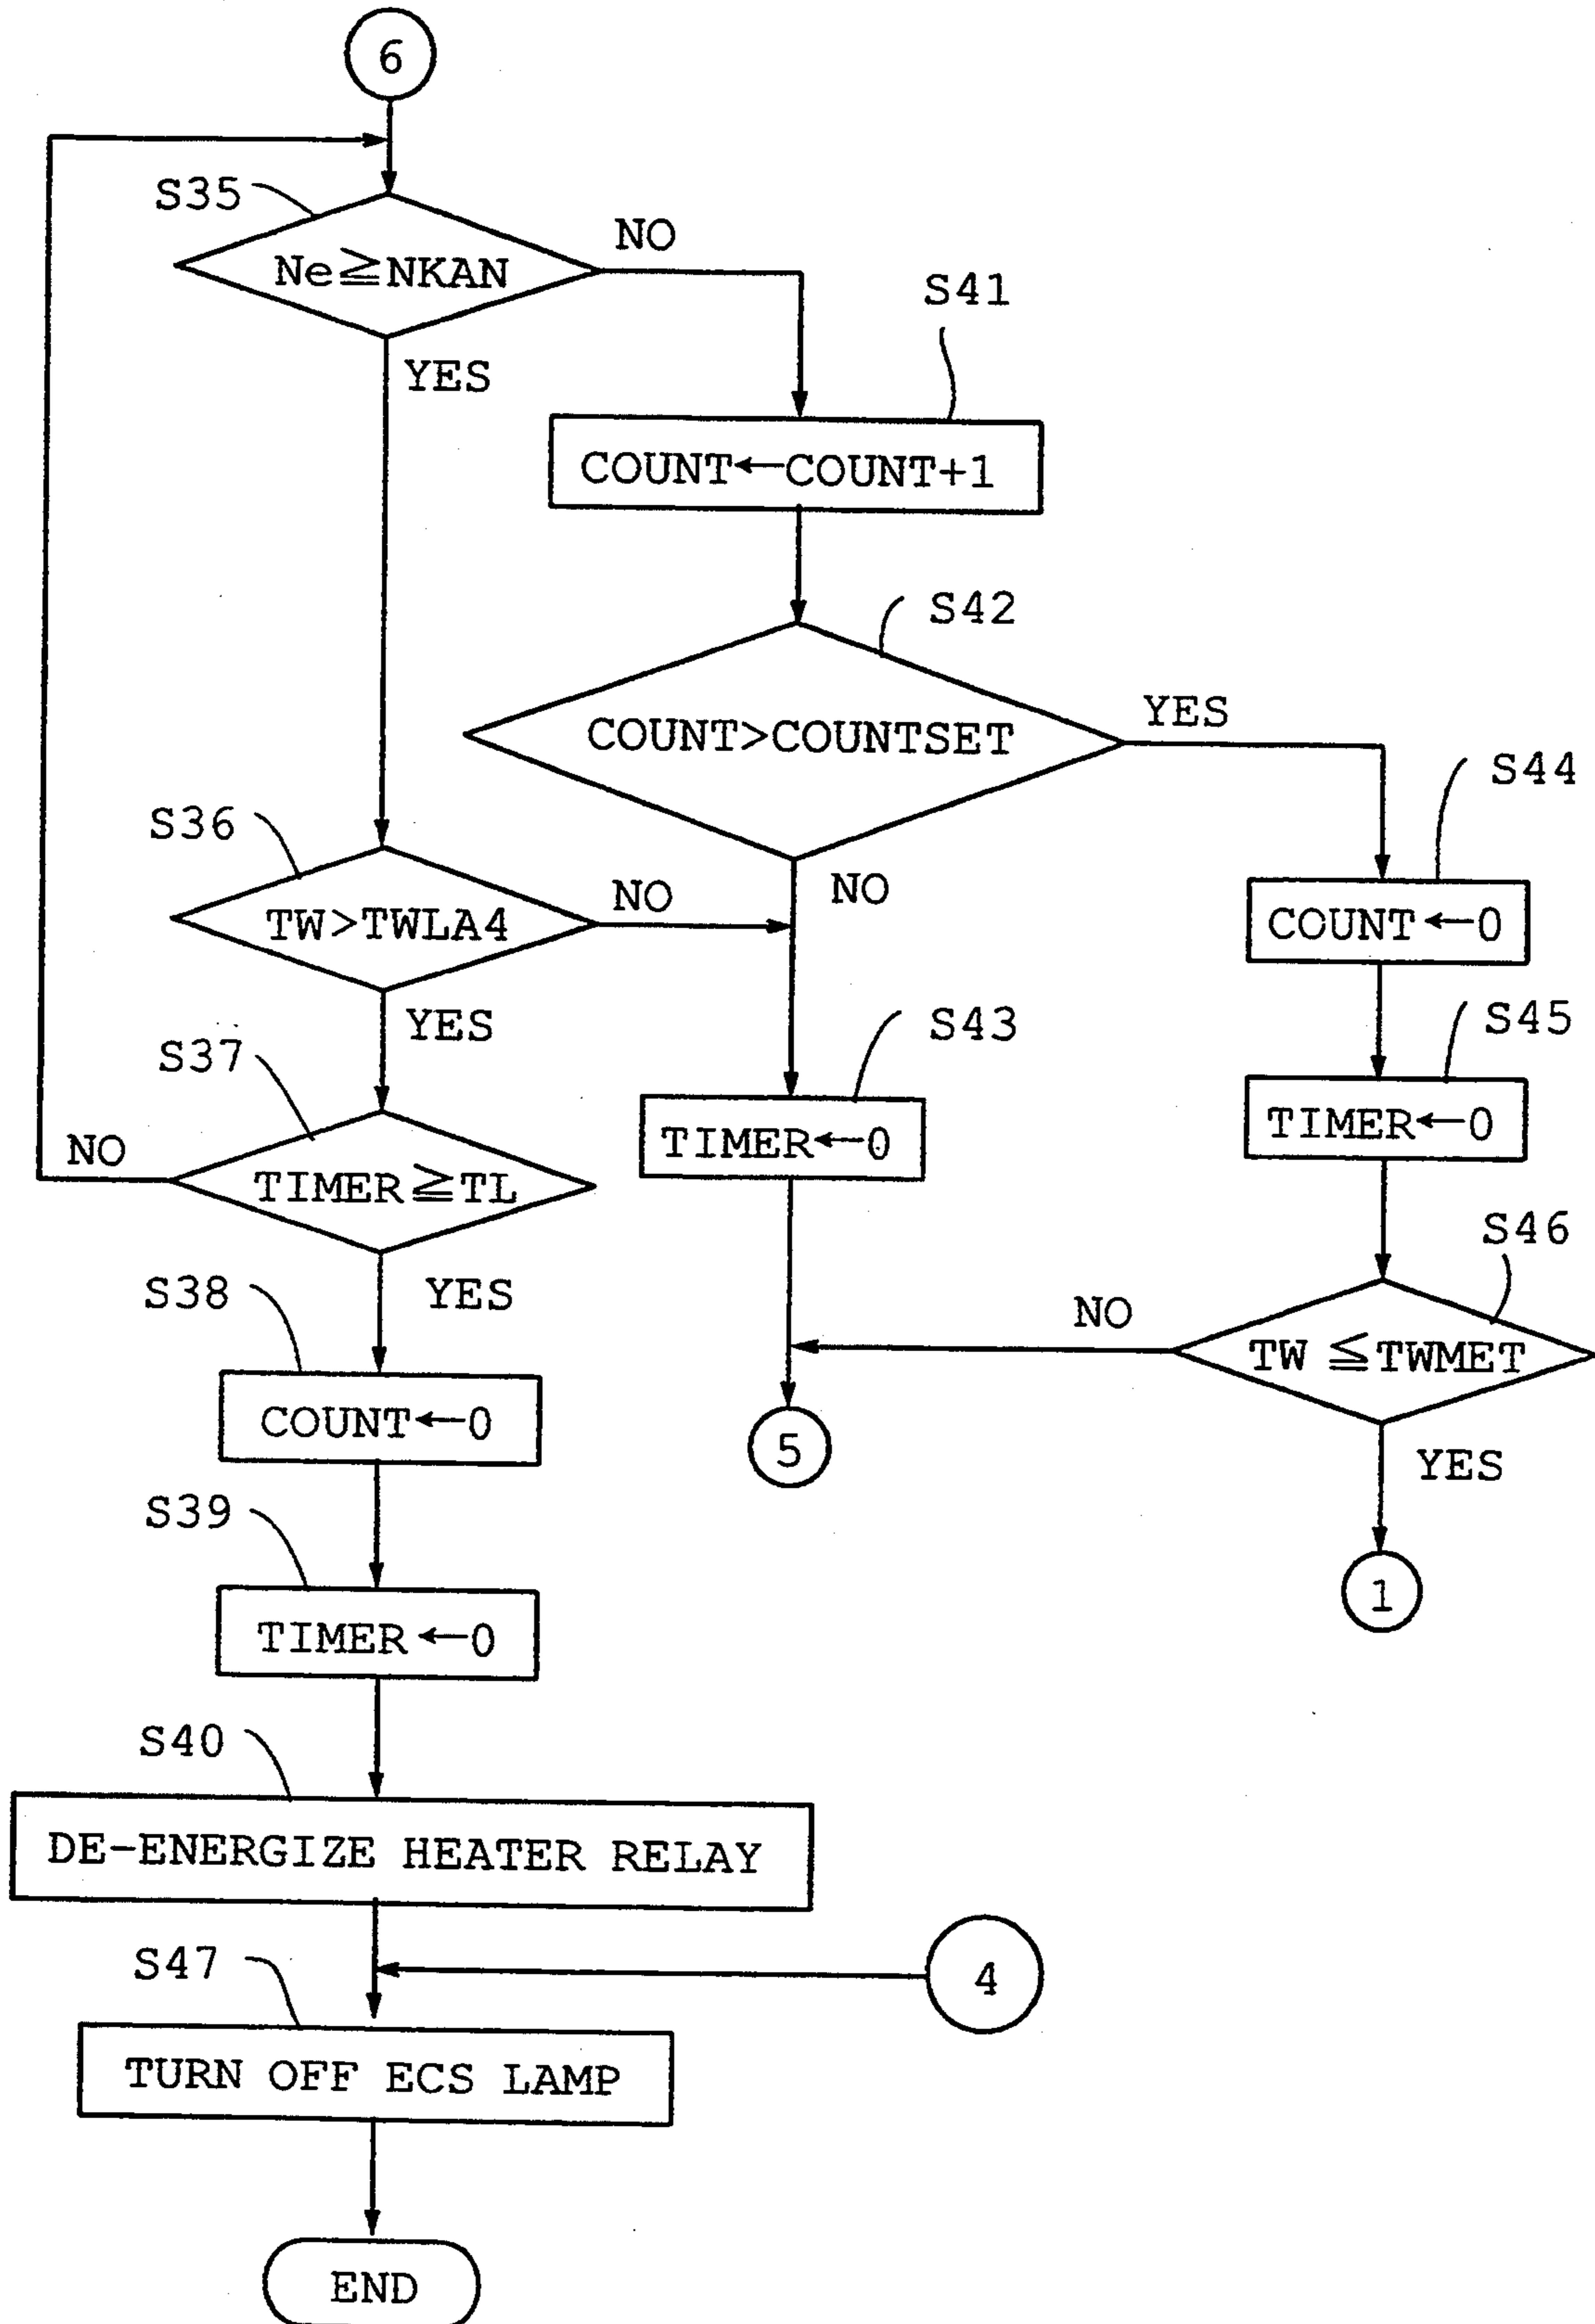 6
S35
Ne≧NKAN
NO
YES
S41
COUNT←COUNT+1
S42
COUNT>COUNTSET
YES
NO
S44
COUNT←0
S45
TIMER←0
S46
TW ≦TWMET
NO
YES
1
S36
TW>TWLA4
NO
YES
S43
TIMER←0
5
S37
TIMER≧TL
NO
YES
S38
COUNT←0
S39
TIMER←0
S40
DE-ENERGIZE HEATER RELAY
4
S47
TURN OFF ECS LAMP
END